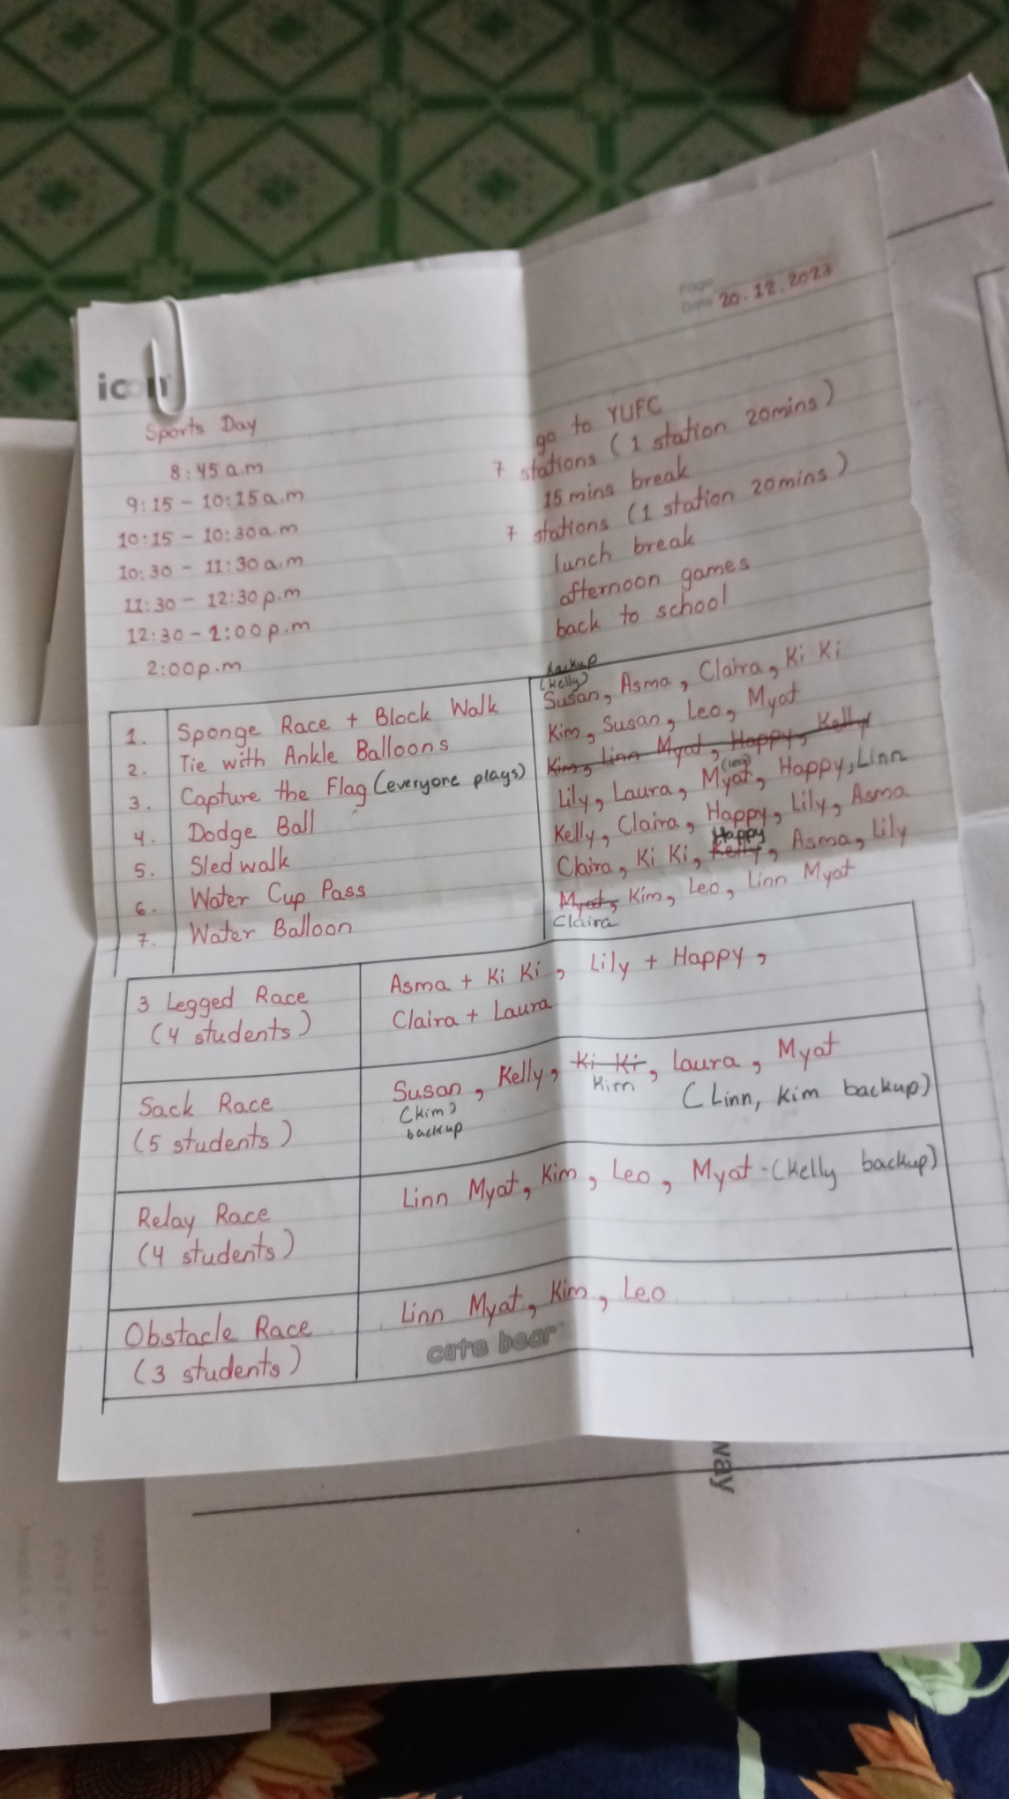 Page
Date 20.12.2023
icon
Sports Day
8:45 a.m go to YUFC
9:15 - 10:15 a.m 7 stations (1 station 20mins)
10:15 - 10:30 a.m 15 mins break
10:30 - 11:30 a.m 7 stations (1 station 20mins)
11:30 - 12:30 p.m lunch break
12:30 - 2:00 p.m afternoon games
2:00 p.m back to school
backup
(Kelly)
1. Sponge Race + Block Walk Susan, Asma, Claira, Ki Ki
2. Tie with Ankle Balloons Kim, Susan, Leo, Myat
3. Capture the Flag (everyone plays) Kim, Linn Myat, Happy, Kelly
(Leo)
4. Dodge Ball Lily, Laura, Myat, Happy, Linn
5. Sled walk Kelly, Claira, Happy, Lily, Asma
Happy
6. Water Cup Pass Claira, Ki Ki, Kelly, Asma, Lily
7. Water Balloon Myat, Kim, Leo, Linn Myat
Claira
3 Legged Race Asma + Ki Ki, Lily + Happy,
(4 students) Claira + Laura
Sack Race Susan, Kelly, Ki Ki, Laura, Myat
(5 students) (Kim) backup Kim (Linn, Kim backup)
Relay Race Linn Myat, Kim, Leo, Myat - (Kelly backup)
(4 students)
Obstacle Race Linn Myat, Kim, Leo
(3 students)
cute bear
way